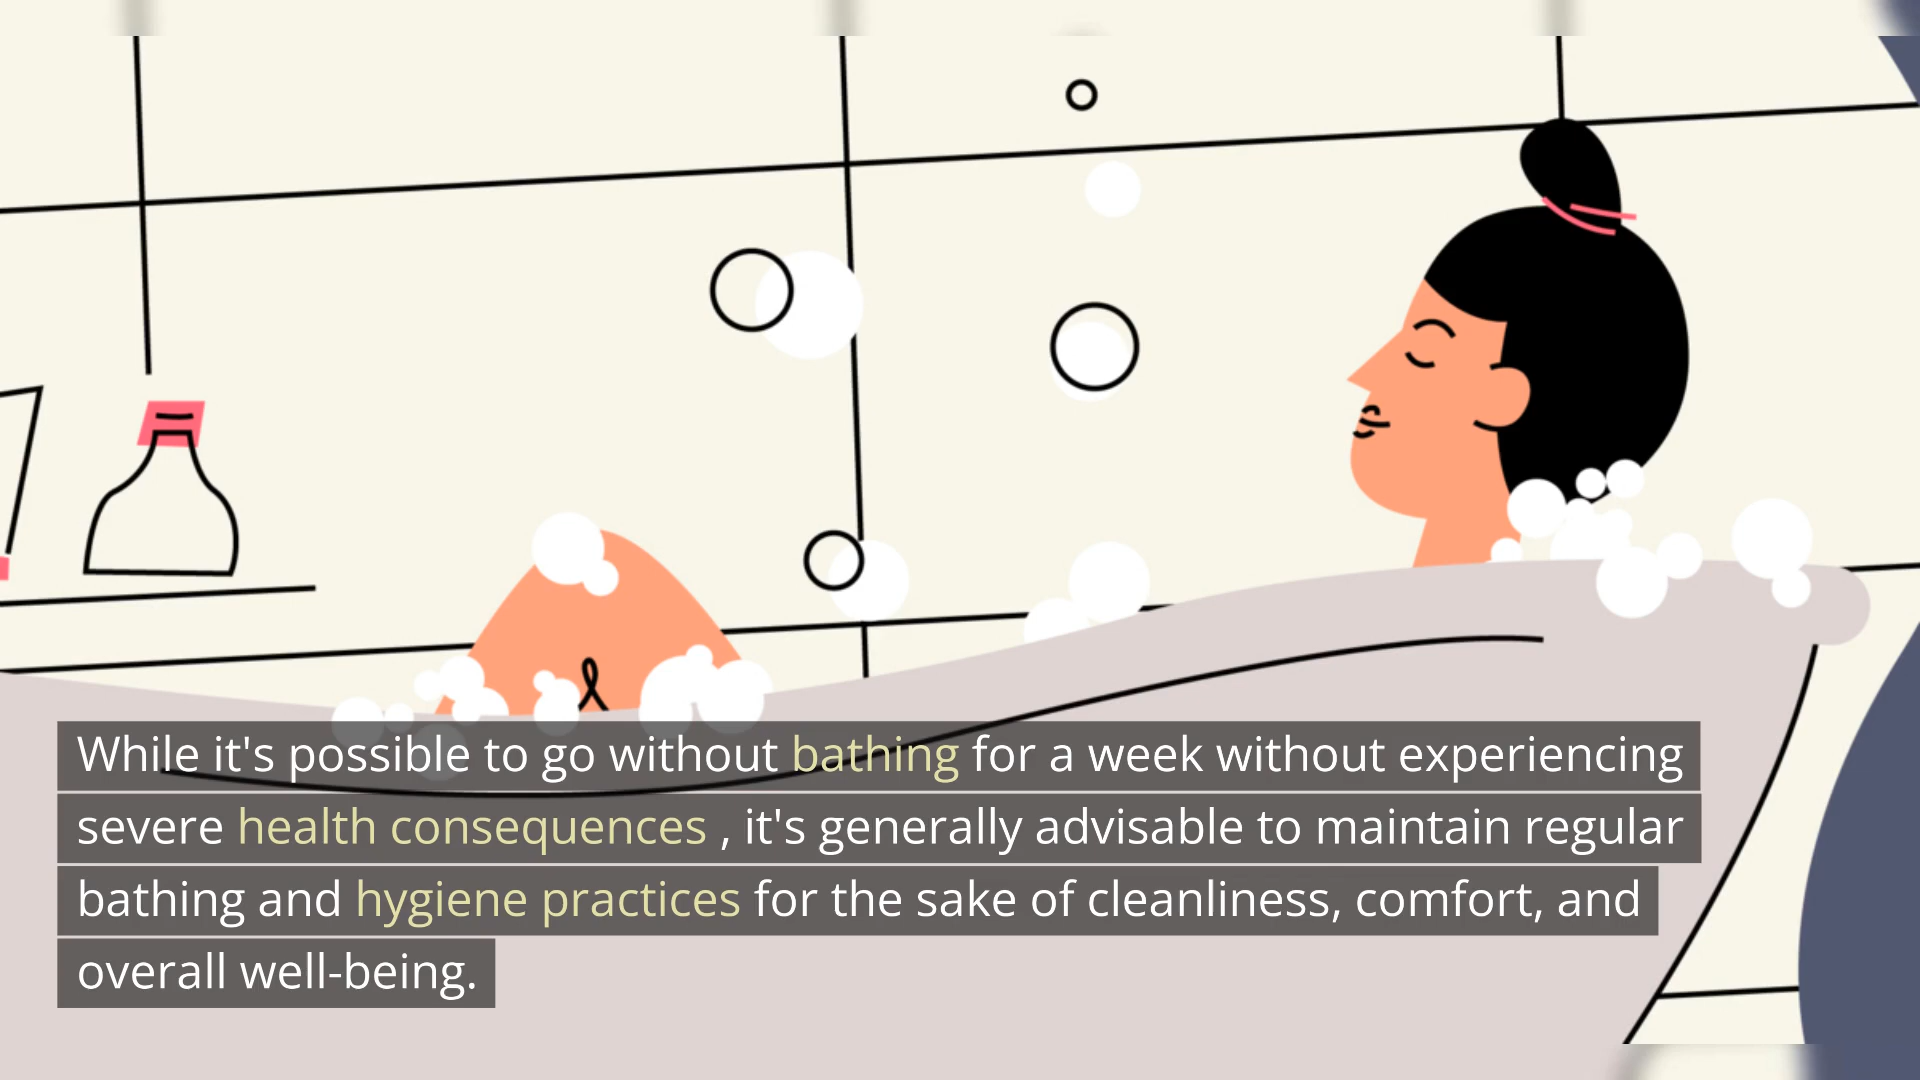 While it's possible to go without bathing for a week without experiencing
severe health consequences , it's generally advisable to maintain regular
bathing and hygiene practices for the sake of cleanliness, comfort, and
overall well-being.